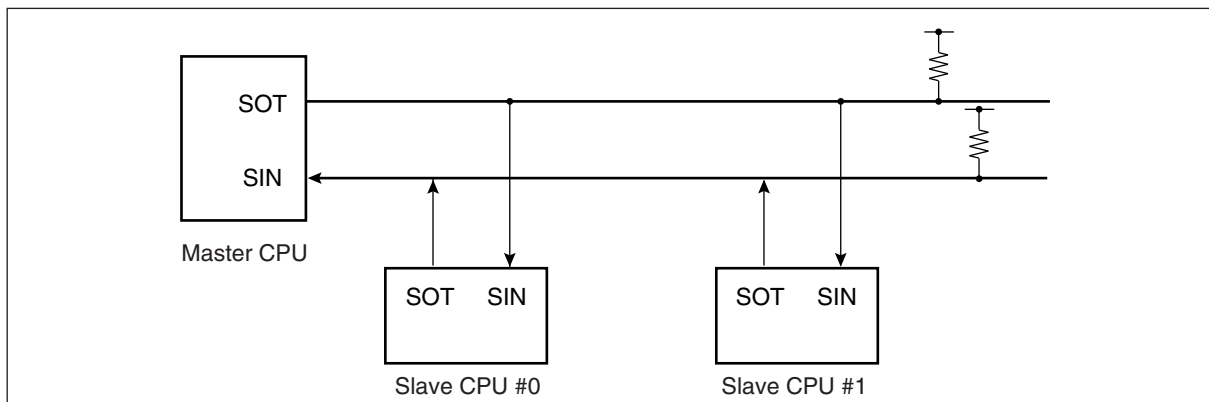 SOT
SIN
Master CPU
SOT SIN
Slave CPU #0
SOT SIN
Slave CPU #1